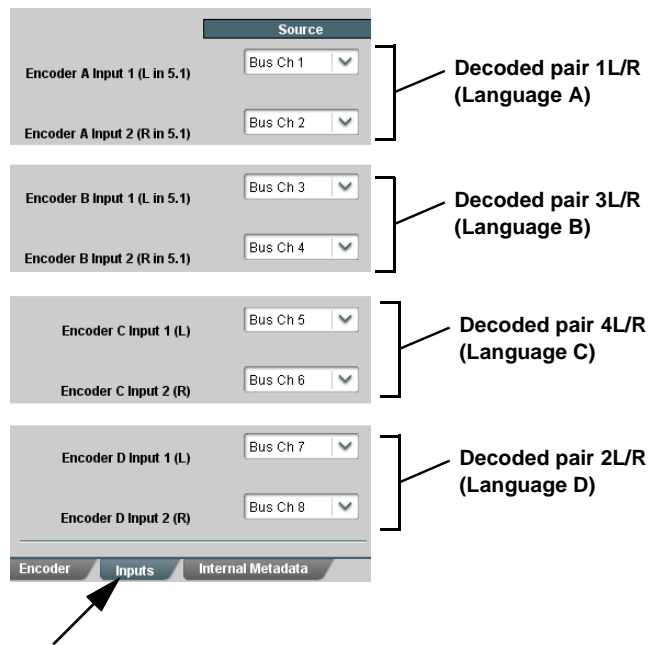 Source
Encoder A Input 1 (L in 5.1)
Bus Ch 1
Encoder A Input 2 (R in 5.1)
Bus Ch 2
Decoded pair 1L/R
(Language A)
Encoder B Input 1 (L in 5.1)
Bus Ch 3
Encoder B Input 2 (R in 5.1)
Bus Ch 4
Decoded pair 3L/R
(Language B)
Encoder C Input 1 (L)
Bus Ch 5
Encoder C Input 2 (R)
Bus Ch 6
Decoded pair 4L/R
(Language C)
Encoder D Input 1 (L)
Bus Ch 7
Encoder D Input 2 (R)
Bus Ch 8
Decoded pair 2L/R
(Language D)
Encoder
Inputs
Internal Metadata